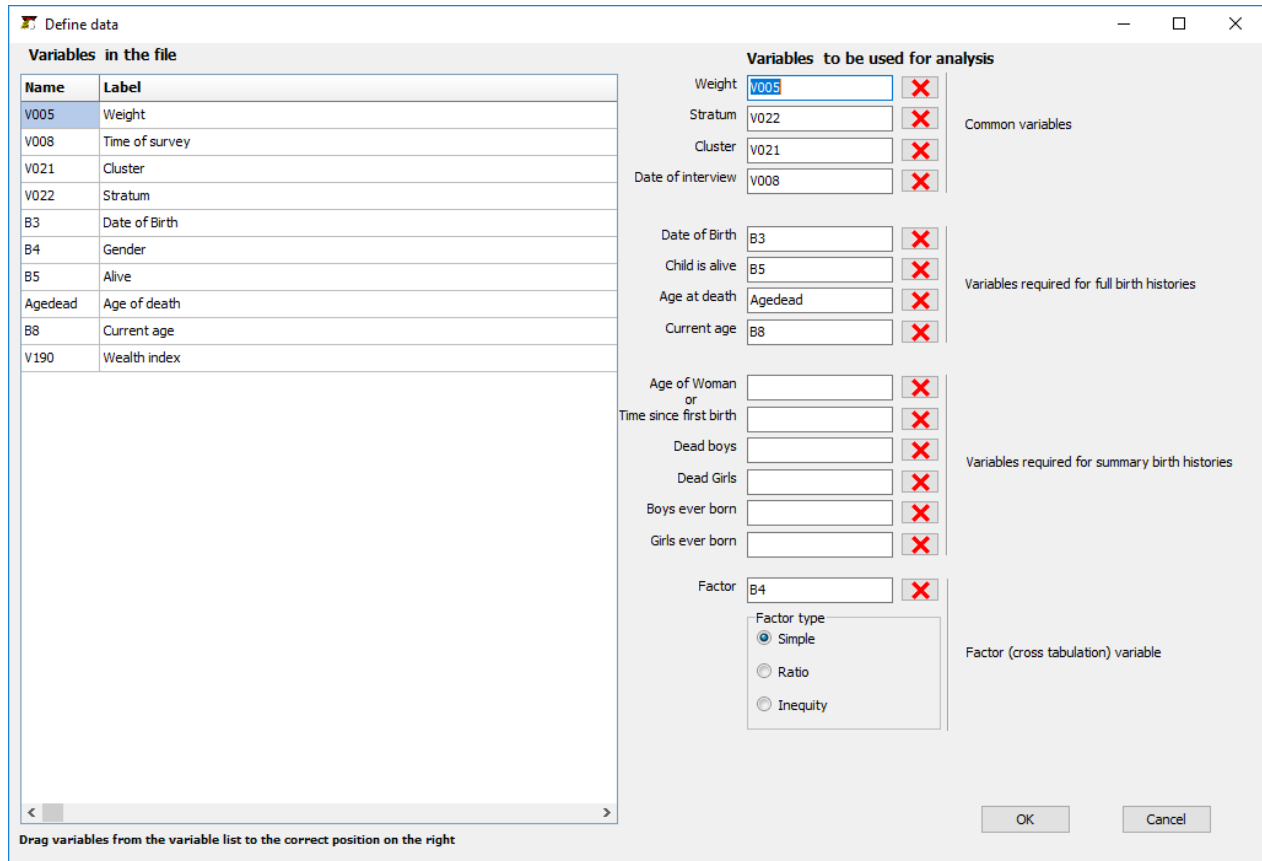 Define data
Variables in the file
Name Label
V005 Weight
V008 Time of survey
V021 Cluster
V022 Stratum
B3 Date of Birth
B4 Gender
B5 Alive
Agedead Age of death
B8 Current age
V190 Wealth index
Drag variables from the variable list to the correct position on the right
Variables to be used for analysis
Weight V005
Stratum V022
Cluster V021
Date of interview V008
Common variables
Date of Birth B3
Child is alive B5
Age at death Agedead
Current age B8
Variables required for full birth histories
Age of Woman
or
Time since first birth
Dead boys
Dead Girls
Boys ever born
Girls ever born
Variables required for summary birth histories
Factor B4
Factor type
Simple
Ratio
Inequity
Factor (cross tabulation) variable
OK Cancel